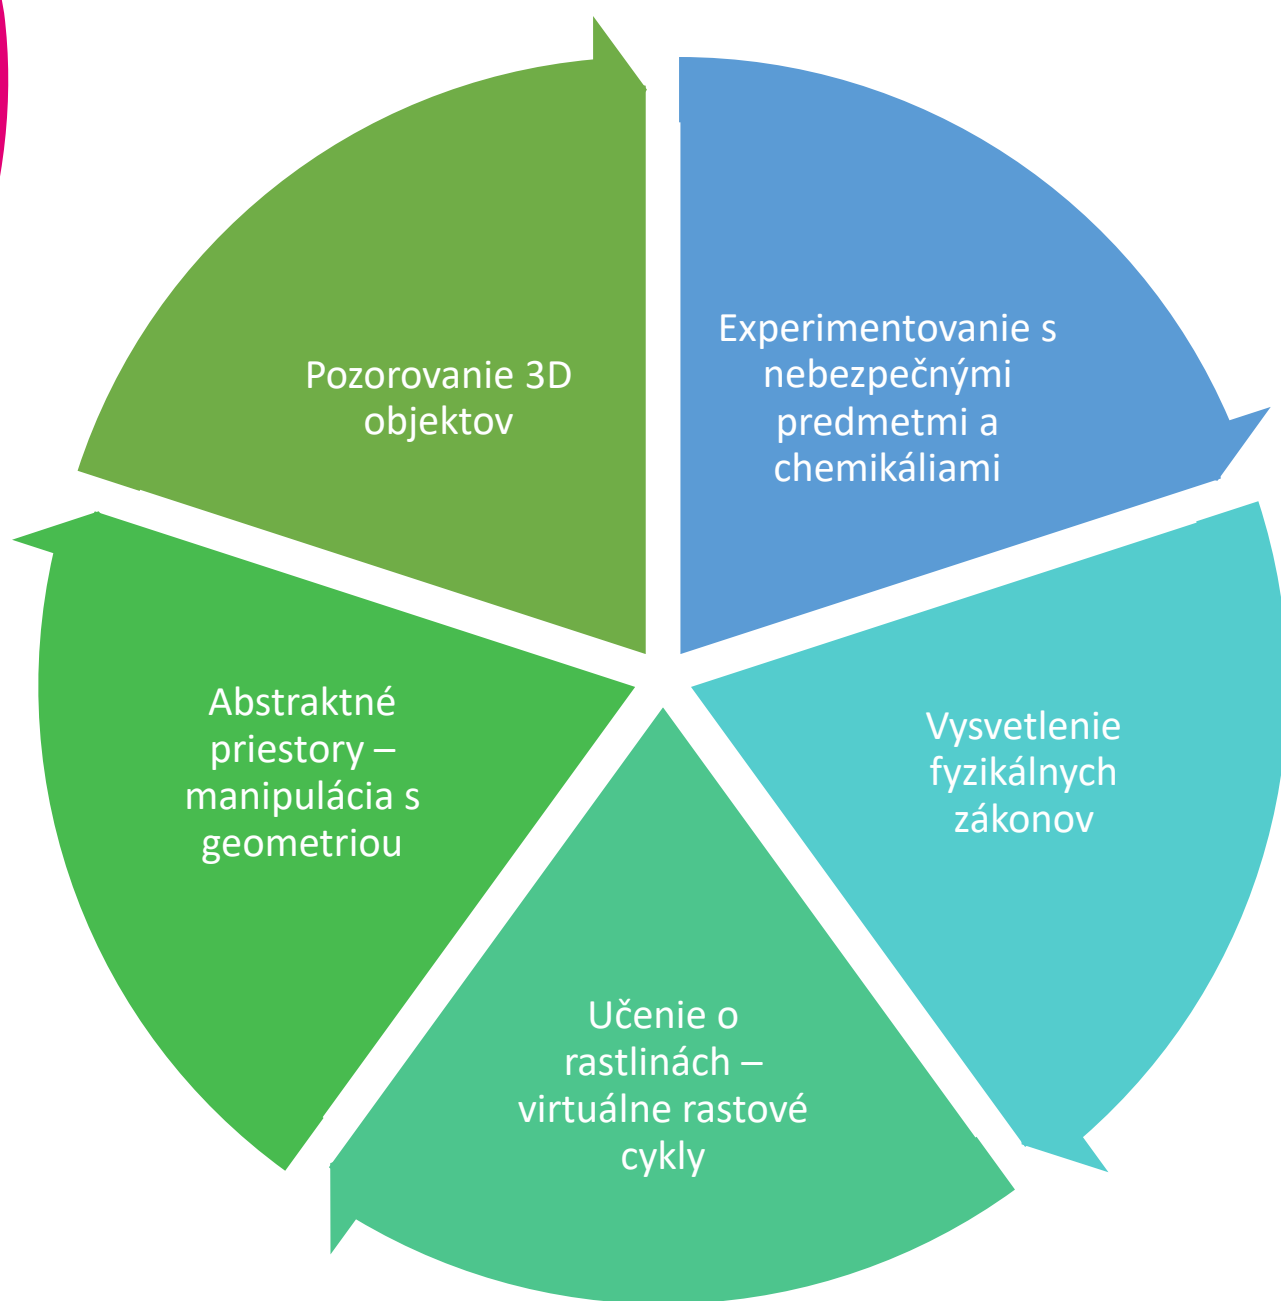 Experimentovanie s
nebezpečnými
predmetmi a
chemikáliami
Vysvetlenie
fyzikálnych
zákonov
Učenie o
rastlinách –
virtuálne rastové
cykly
Abstraktné
priestory –
manipulácia s
geometriou
Pozorovanie 3D
objektov